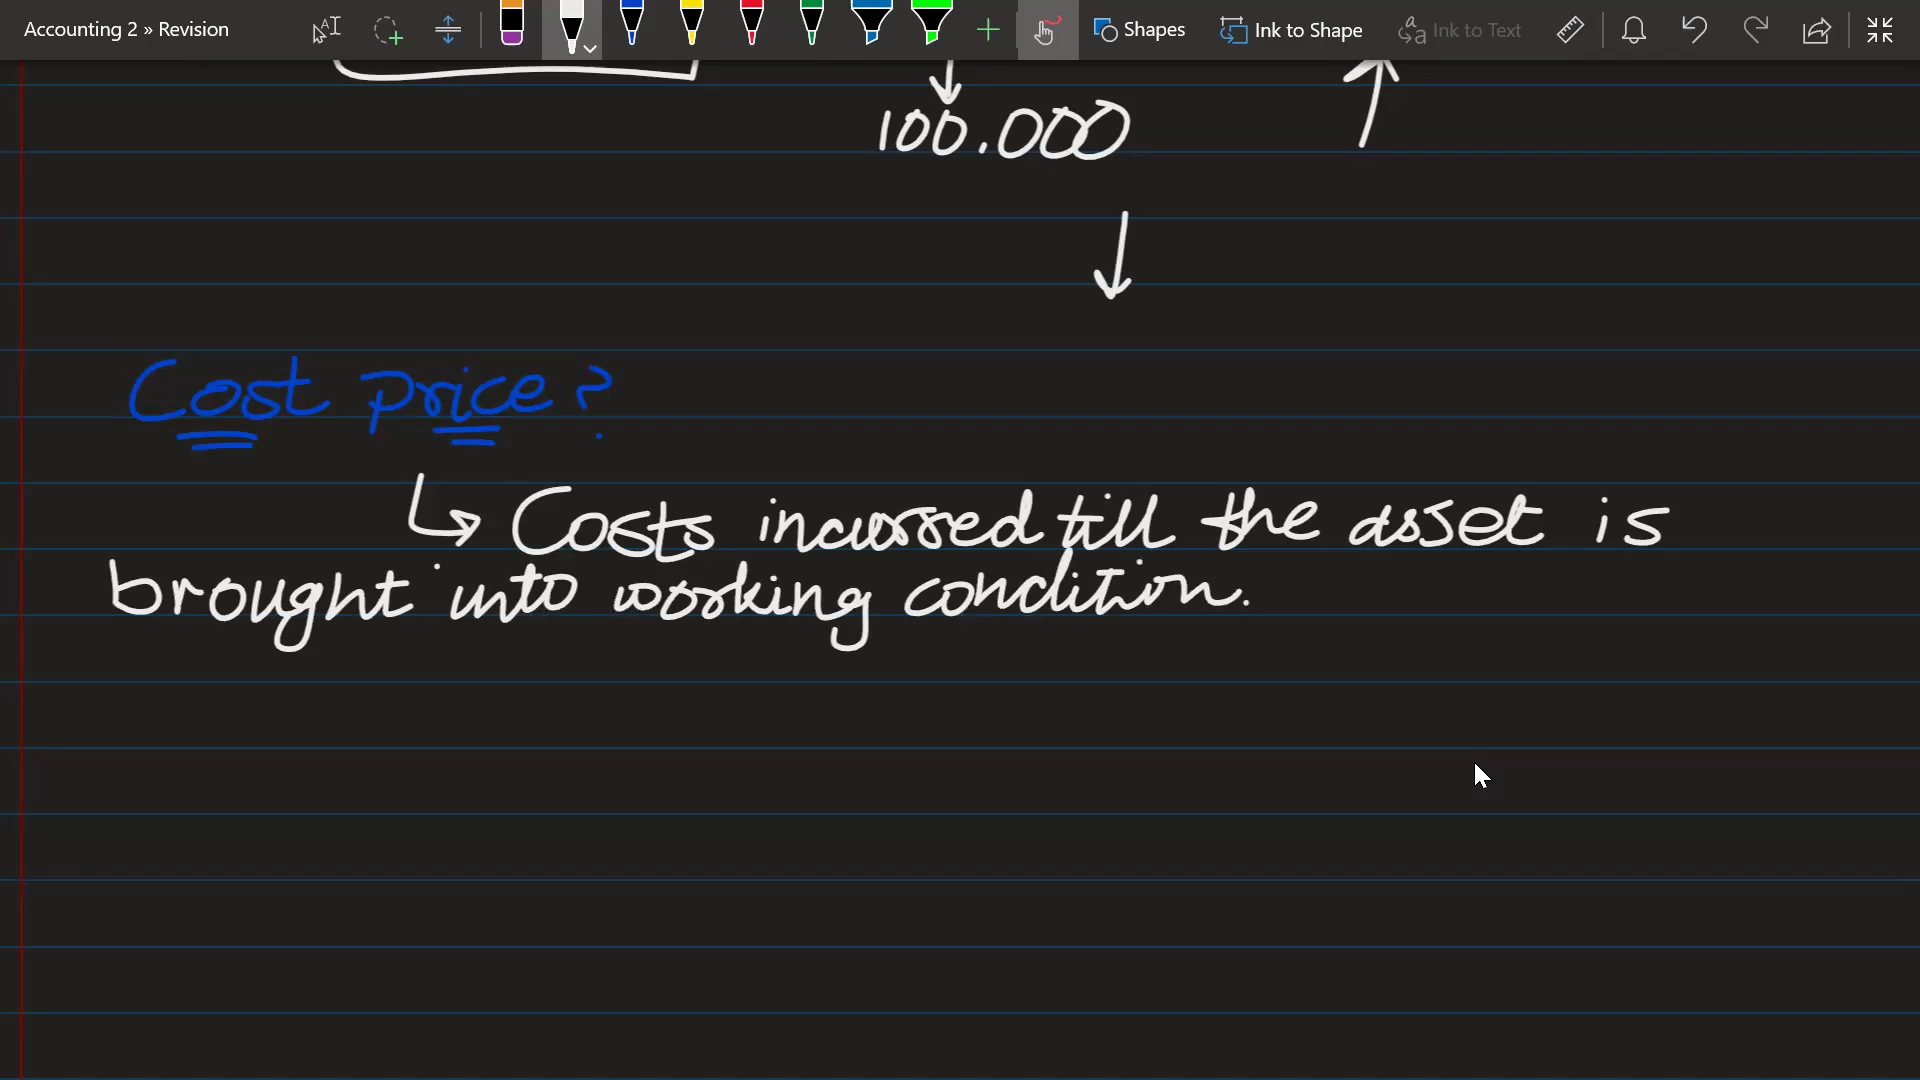 Accounting 2 » Revision
Shapes
Ink to Shape
Ink to Text
100.000
Cost price?
Costs incurred till the asset is
brought into working condition.